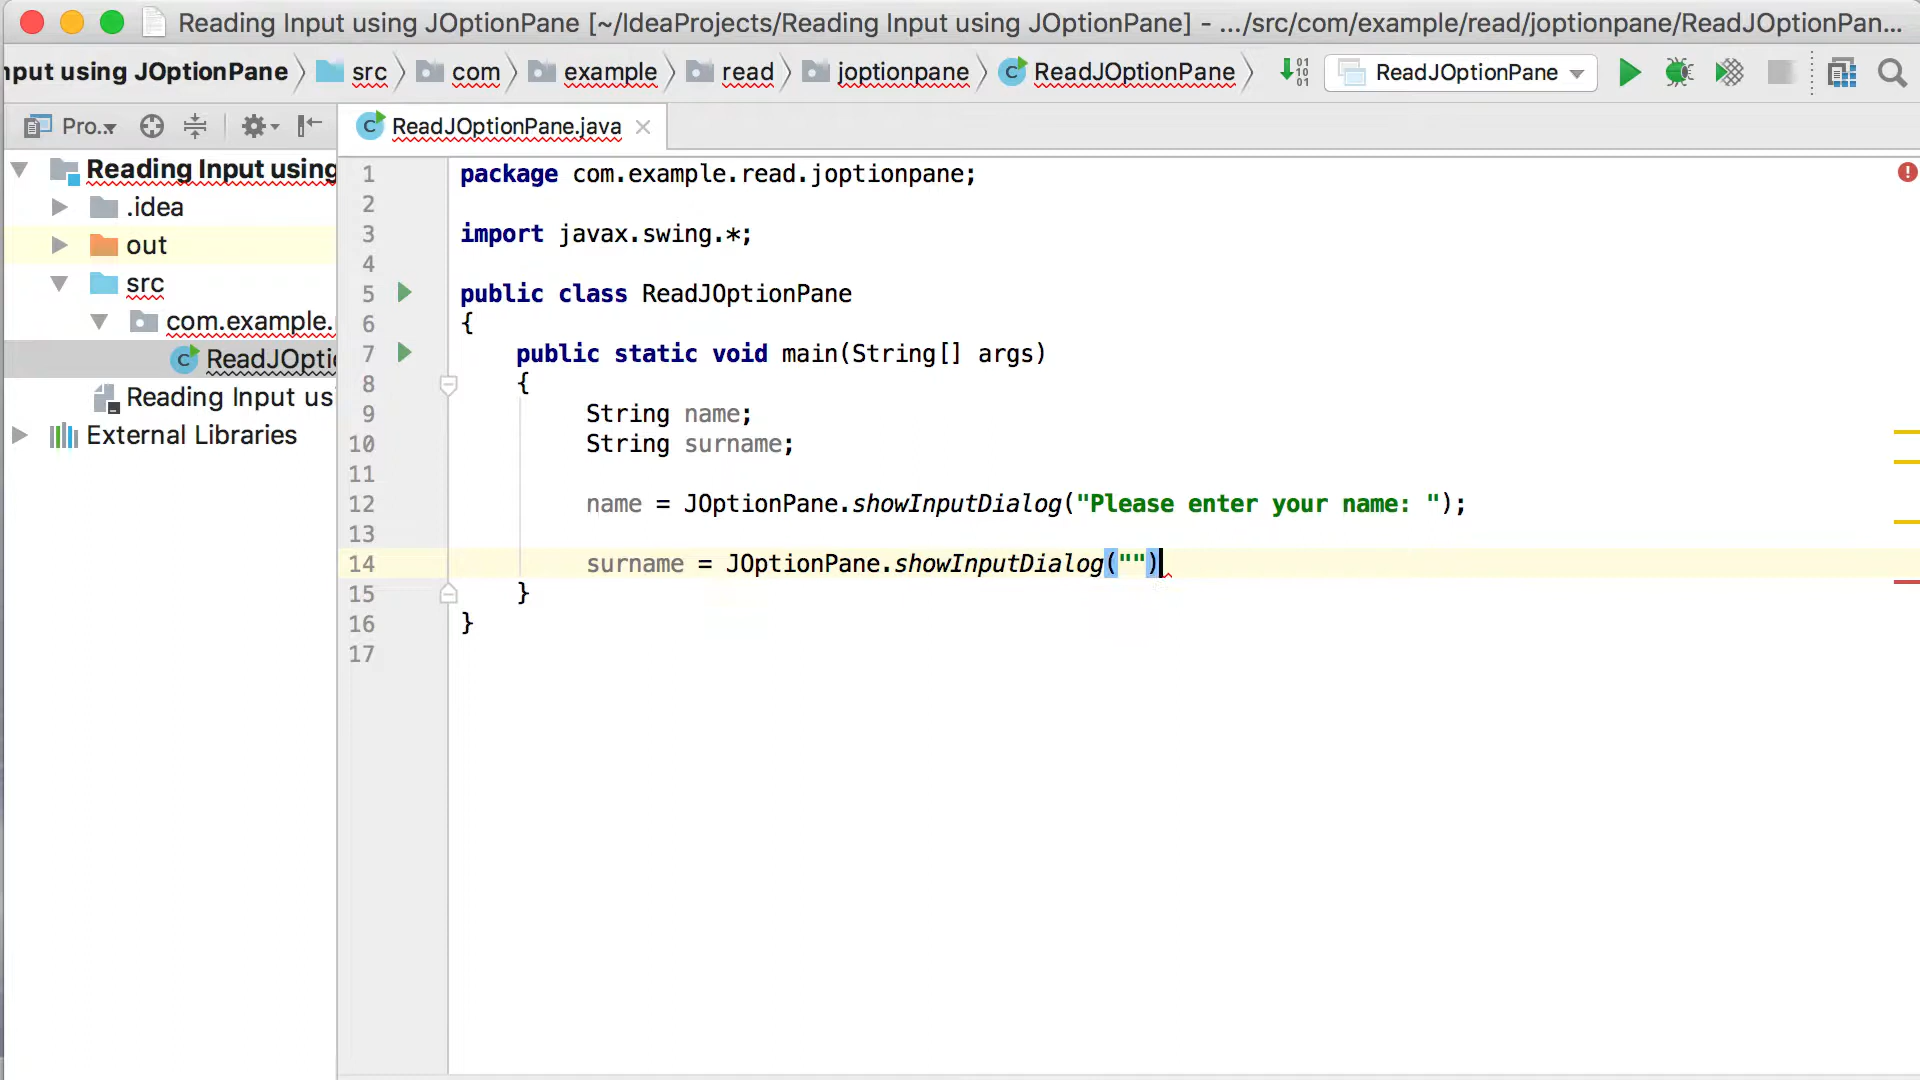 Reading Input using JOptionPane [~/IdeaProjects/Reading Input using JOptionPane] - .../src/com/example/read/joptionpane/ReadJOptionPan...
nput using JOptionPane src com example read joptionpane ReadJOptionPane ReadJOptionPane
Pro.. ReadJOptionPane.java
Reading Input using
.idea
out
src
com.example.
ReadJOptic
Reading Input us
External Libraries
1 package com.example.read.joptionpane;
2
3 import javax.swing.*;
4
5 public class ReadJOptionPane
6 {
7 public static void main(String[] args)
8 {
9 String name;
10 String surname;
11
12 name = JOptionPane.showInputDialog("Please enter your name: ");
13
14 surname = JOptionPane.showInputDialog("")
15 }
16 }
17